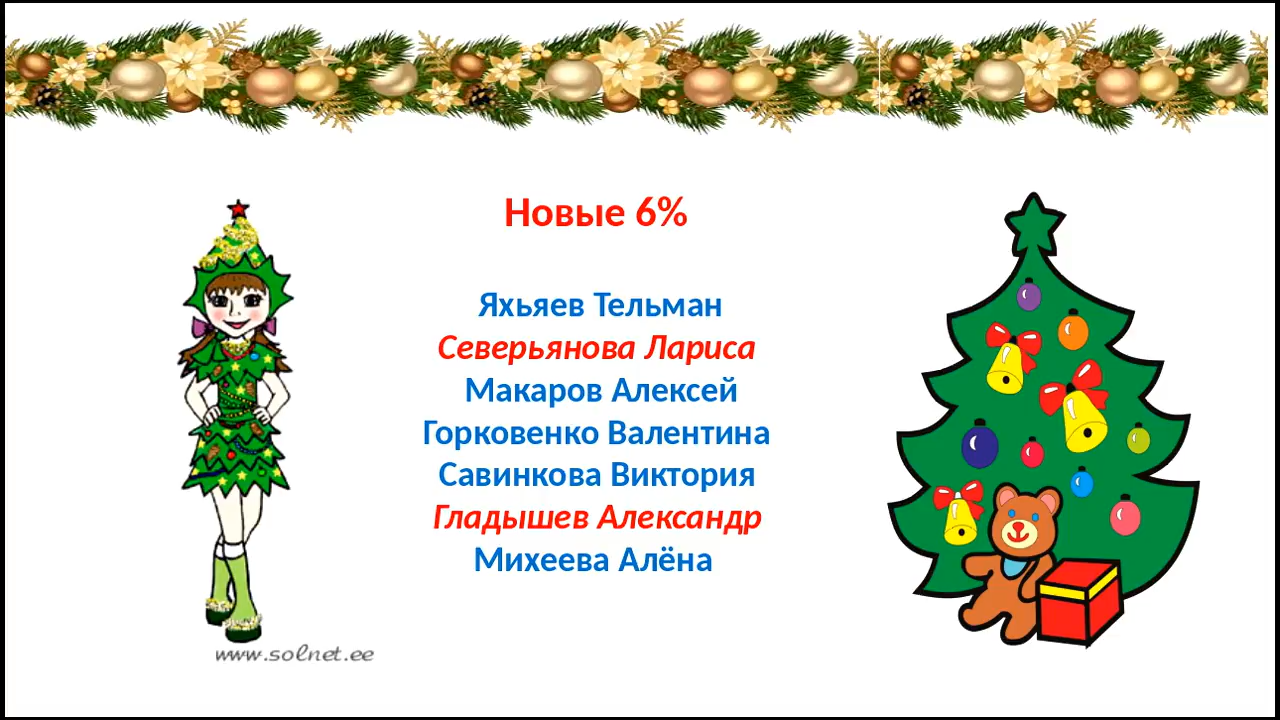 Новые 6%
Яхьяев Тельман
Северьянова Лариса
Макаров Алексей
Горковенко Валентина
Савинкова Виктория
Гладышев Александр
Михеева Алёна
www.solnet.ee